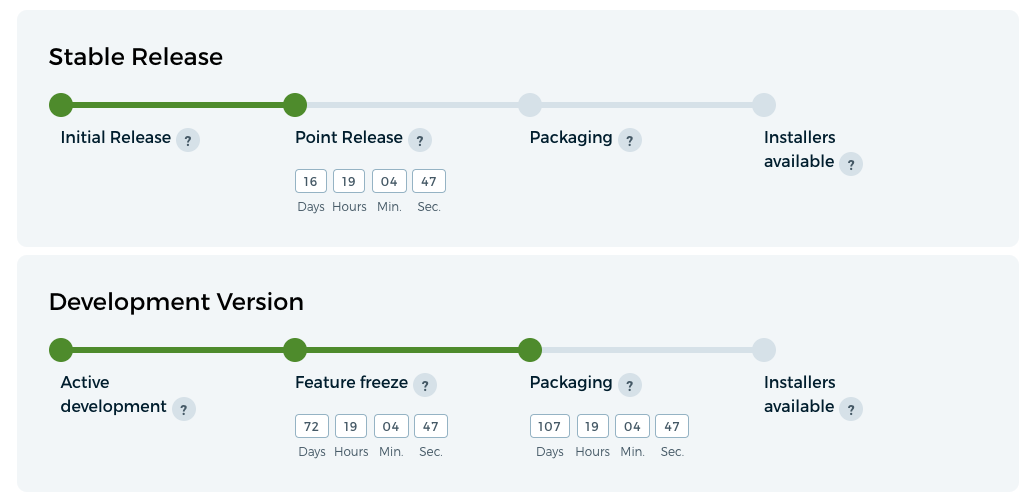 Stable Release
Initial Release ?
Point Release ?
Packaging ?
Installers
available ?
16 19 04 47
Days Hours Min. Sec.
Development Version
Active
development ?
Feature freeze ?
Packaging ?
Installers
available ?
72 19 04 47
Days Hours Min. Sec.
107 19 04 47
Days Hours Min. Sec.